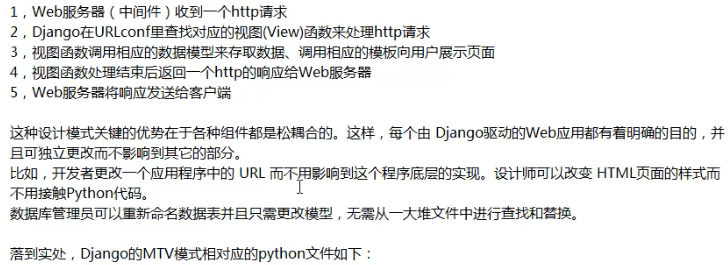 1，Web服务器（中间件）收到一个http请求
2，Django在URLconf里查找对应的视图(View)函数来处理http请求
3，视图函数调用相应的数据模型来存取数据、调用相应的模板向用户展示页面
4，视图函数处理结束后返回一个http的响应给Web服务器
5，Web服务器将响应发送给客户端
这种设计模式关键的优势在于各种组件都是松耦合的。这样，每个由 Django驱动的Web应用都有着明确的目的，并
且可独立更改而不影响到其它的部分。
比如，开发者更改一个应用程序中的 URL 而不用影响到这个程序底层的实现。设计师可以改变 HTML页面的样式而
不用接触Python代码。
数据库管理员可以重新命名数据表并且只需更改模型，无需从一大堆文件中进行查找和替换。
落到实处，Django的MTV模式相对应的python文件如下：